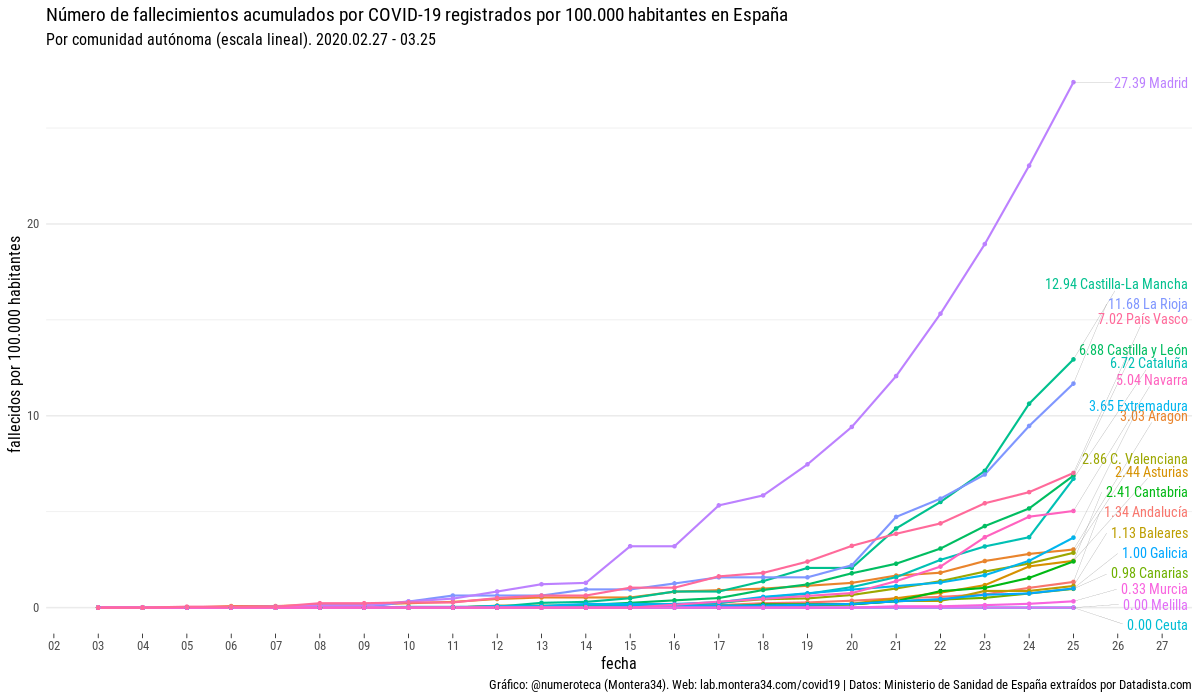 Número de fallecimientos acumulados por COVID-19 registrados por 100.000 habitantes en España
Por comunidad autónoma (escala lineal). 2020.02.27 - 03.25
fallecidos por 100.000 habitantes
20
10
0
27.39 Madrid
12.94 Castilla-La Mancha
11.68 La Rioja
7.02 País Vasco
6.88 Castilla y León
6.72 Cataluña
5.04 Navarra
3.65 Extremadura
3.03 Aragón
2.86 C. Valenciana
2.44 Asturias
2.41 Cantabria
1.34 Andalucía
1.13 Baleares
1.00 Galicia
0.98 Canarias
0.33 Murcia
0.00 Melilla
0.00 Ceuta
02 03 04 05 06 07 08 09 10 11 12 13 14 15 16 17 18 19 20 21 22 23 24 25 26 27
fecha
Gráfico: @numeroteca (Montera34). Web: lab.montera34.com/covid19 | Datos: Ministerio de Sanidad de España extraídos por Datadista.com